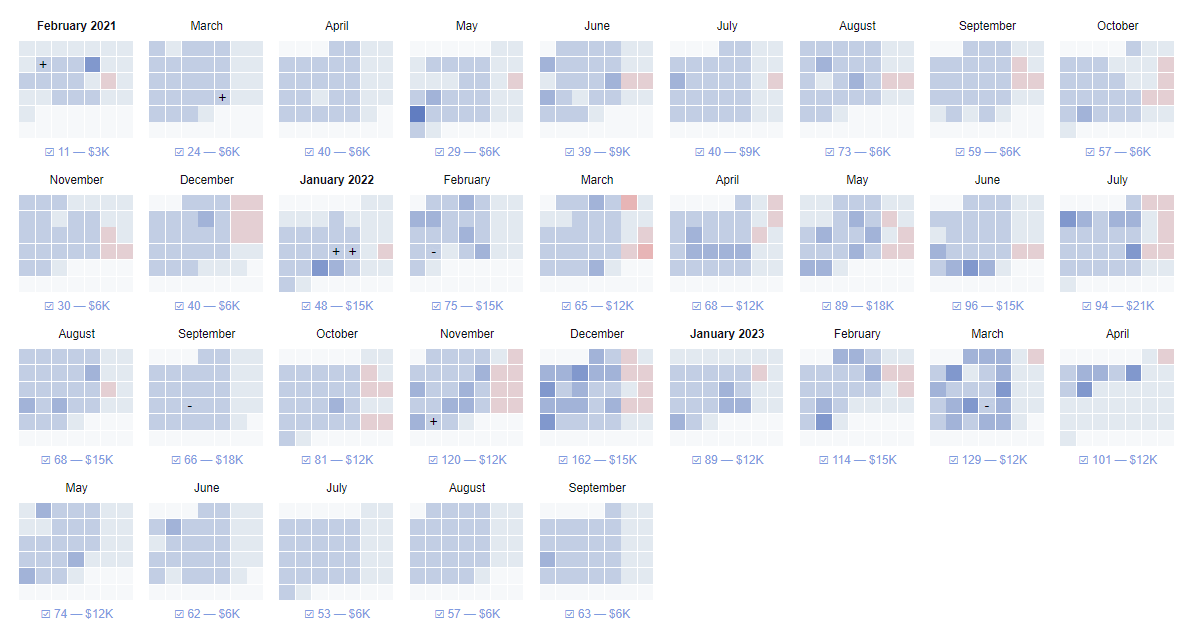 February 2021 March April May June July August September October
+
+
☑ 11 — $3K ☑ 24 — $6K ☑ 40 — $6K ☑ 29 — $6K ☑ 39 — $9K ☑ 40 — $9K ☑ 73 — $6K ☑ 59 — $6K ☑ 57 — $6K
November December January 2022 February March April May June July
+ + -
☑ 30 — $6K ☑ 40 — $6K ☑ 48 — $15K ☑ 75 — $15K ☑ 65 — $12K ☑ 68 — $12K ☑ 89 — $18K ☑ 96 — $15K ☑ 94 — $21K
August September October November December January 2023 February March April
- -
+
☑ 68 — $15K ☑ 66 — $18K ☑ 81 — $12K ☑ 120 — $12K ☑ 162 — $15K ☑ 89 — $12K ☑ 114 — $15K ☑ 129 — $12K ☑ 101 — $12K
May June July August September
☑ 74 — $12K ☑ 62 — $6K ☑ 53 — $6K ☑ 57 — $6K ☑ 63 — $6K